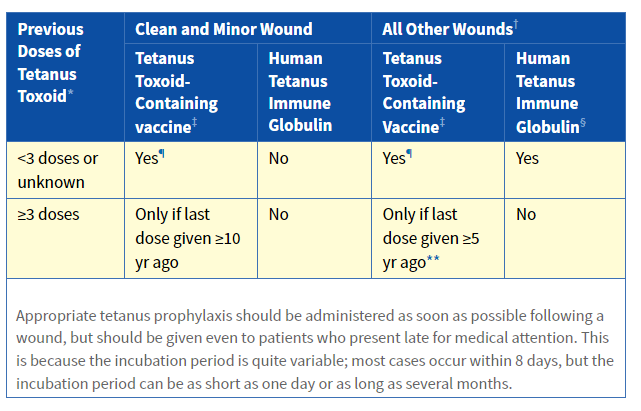 Previous Doses of Tetanus Toxoid*
Clean and Minor Wound
All Other Wounds†
Tetanus Toxoid-Containing vaccine‡
Human Tetanus Immune Globulin
Tetanus Toxoid-Containing Vaccine‡
Human Tetanus Immune Globulin§
<3 doses or unknown
Yes¶
No
Yes¶
Yes
≥3 doses
Only if last dose given ≥10 yr ago
No
Only if last dose given ≥5 yr ago**
No
Appropriate tetanus prophylaxis should be administered as soon as possible following a
wound, but should be given even to patients who present late for medical attention. This
is because the incubation period is quite variable; most cases occur within 8 days, but the
incubation period can be as short as one day or as long as several months.